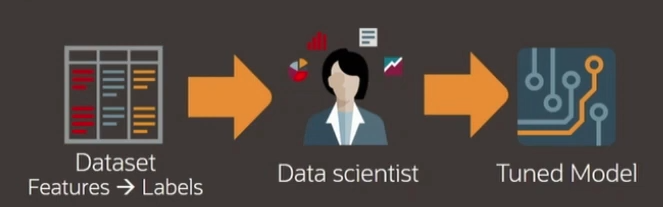 Dataset
Features → Labels
Data scientist
Tuned Model